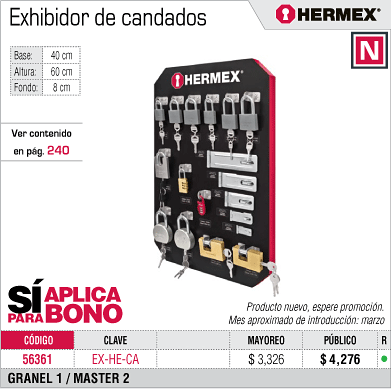 Exhibidor de candados
HERMEX®
N
Base: 40 cm
Altura: 60 cm
Fondo: 8 cm
HERMEX®
Ver contenido
en pág. 240
SÍ APLICA
PARA BONO
Producto nuevo, espere promoción.
Mes aproximado de introducción: marzo
CÓDIGO CLAVE MAYOREO PÚBLICO R
56361 EX-HE-CA $ 3,326 $ 4,276
GRANEL 1 / MASTER 2